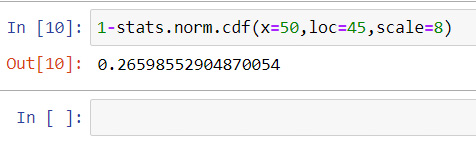 In [10]: 1-stats.norm.cdf(x=50,loc=45,scale=8)
Out[10]: 0.26598552904870054
In [ ]: